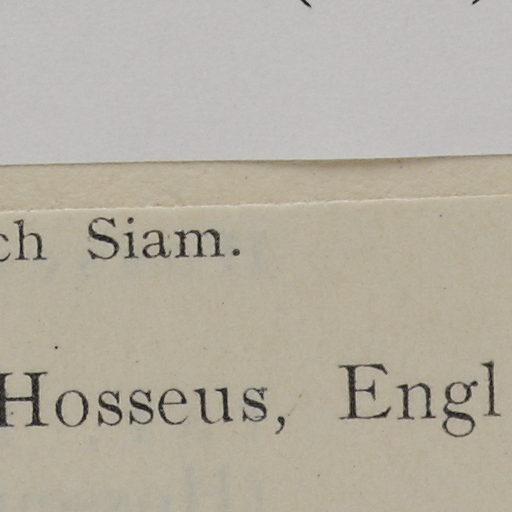 ch Siam.
Hosseus, Engl